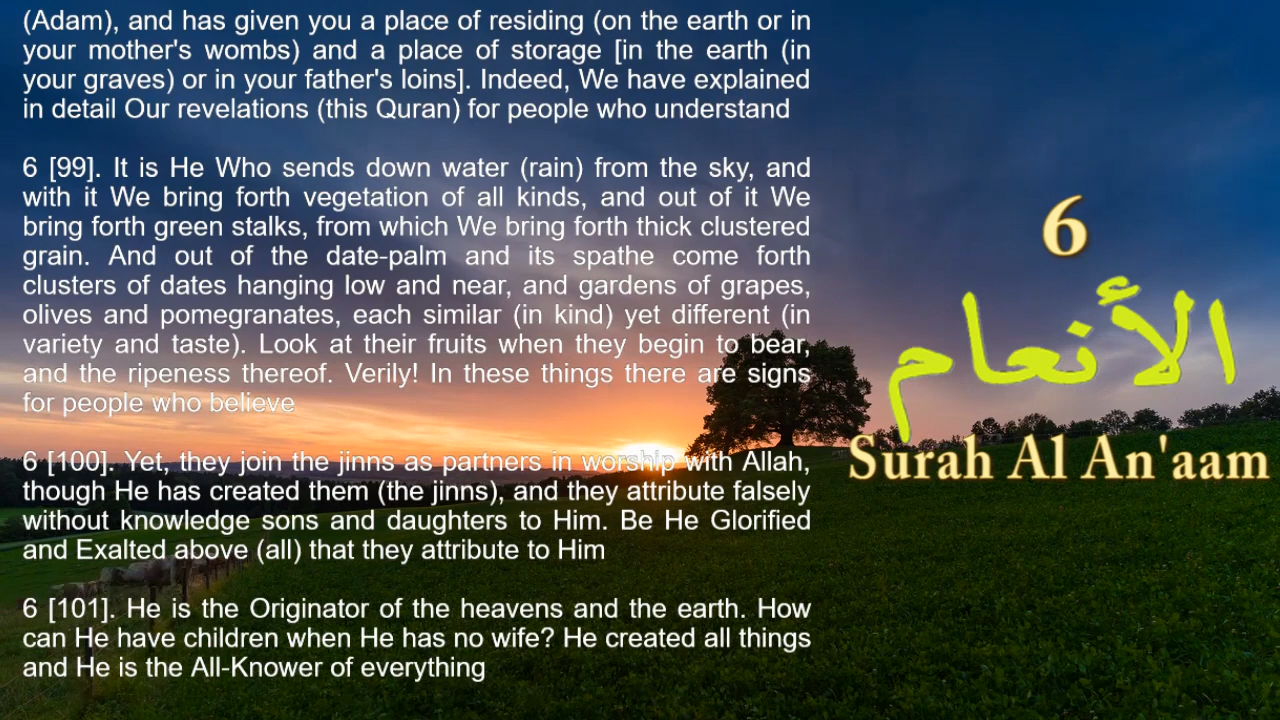 (Adam), and has given you a place of residing (on the earth or in
your mother's wombs) and a place of storage [in the earth (in
your graves) or in your father's loins]. Indeed, We have explained
in detail Our revelations (this Quran) for people who understand
6 [99]. It is He Who sends down water (rain) from the sky, and
with it We bring forth vegetation of all kinds, and out of it We
bring forth green stalks, from which We bring forth thick clustered
grain. And out of the date-palm and its spathe come forth
clusters of dates hanging low and near, and gardens of grapes,
olives and pomegranates, each similar (in kind) yet different (in
variety and taste). Look at their fruits when they begin to bear,
and the ripeness thereof. Verily! In these things there are signs
for people who believe
6 [100]. Yet, they join the jinns as partners in worship with Allah,
though He has created them (the jinns), and they attribute falsely
without knowledge sons and daughters to Him. Be He Glorified
and Exalted above (all) that they attribute to Him
6 [101]. He is the Originator of the heavens and the earth. How
can He have children when He has no wife? He created all things
and He is the All-Knower of everything
6
الأنعام
Surah Al An'aam